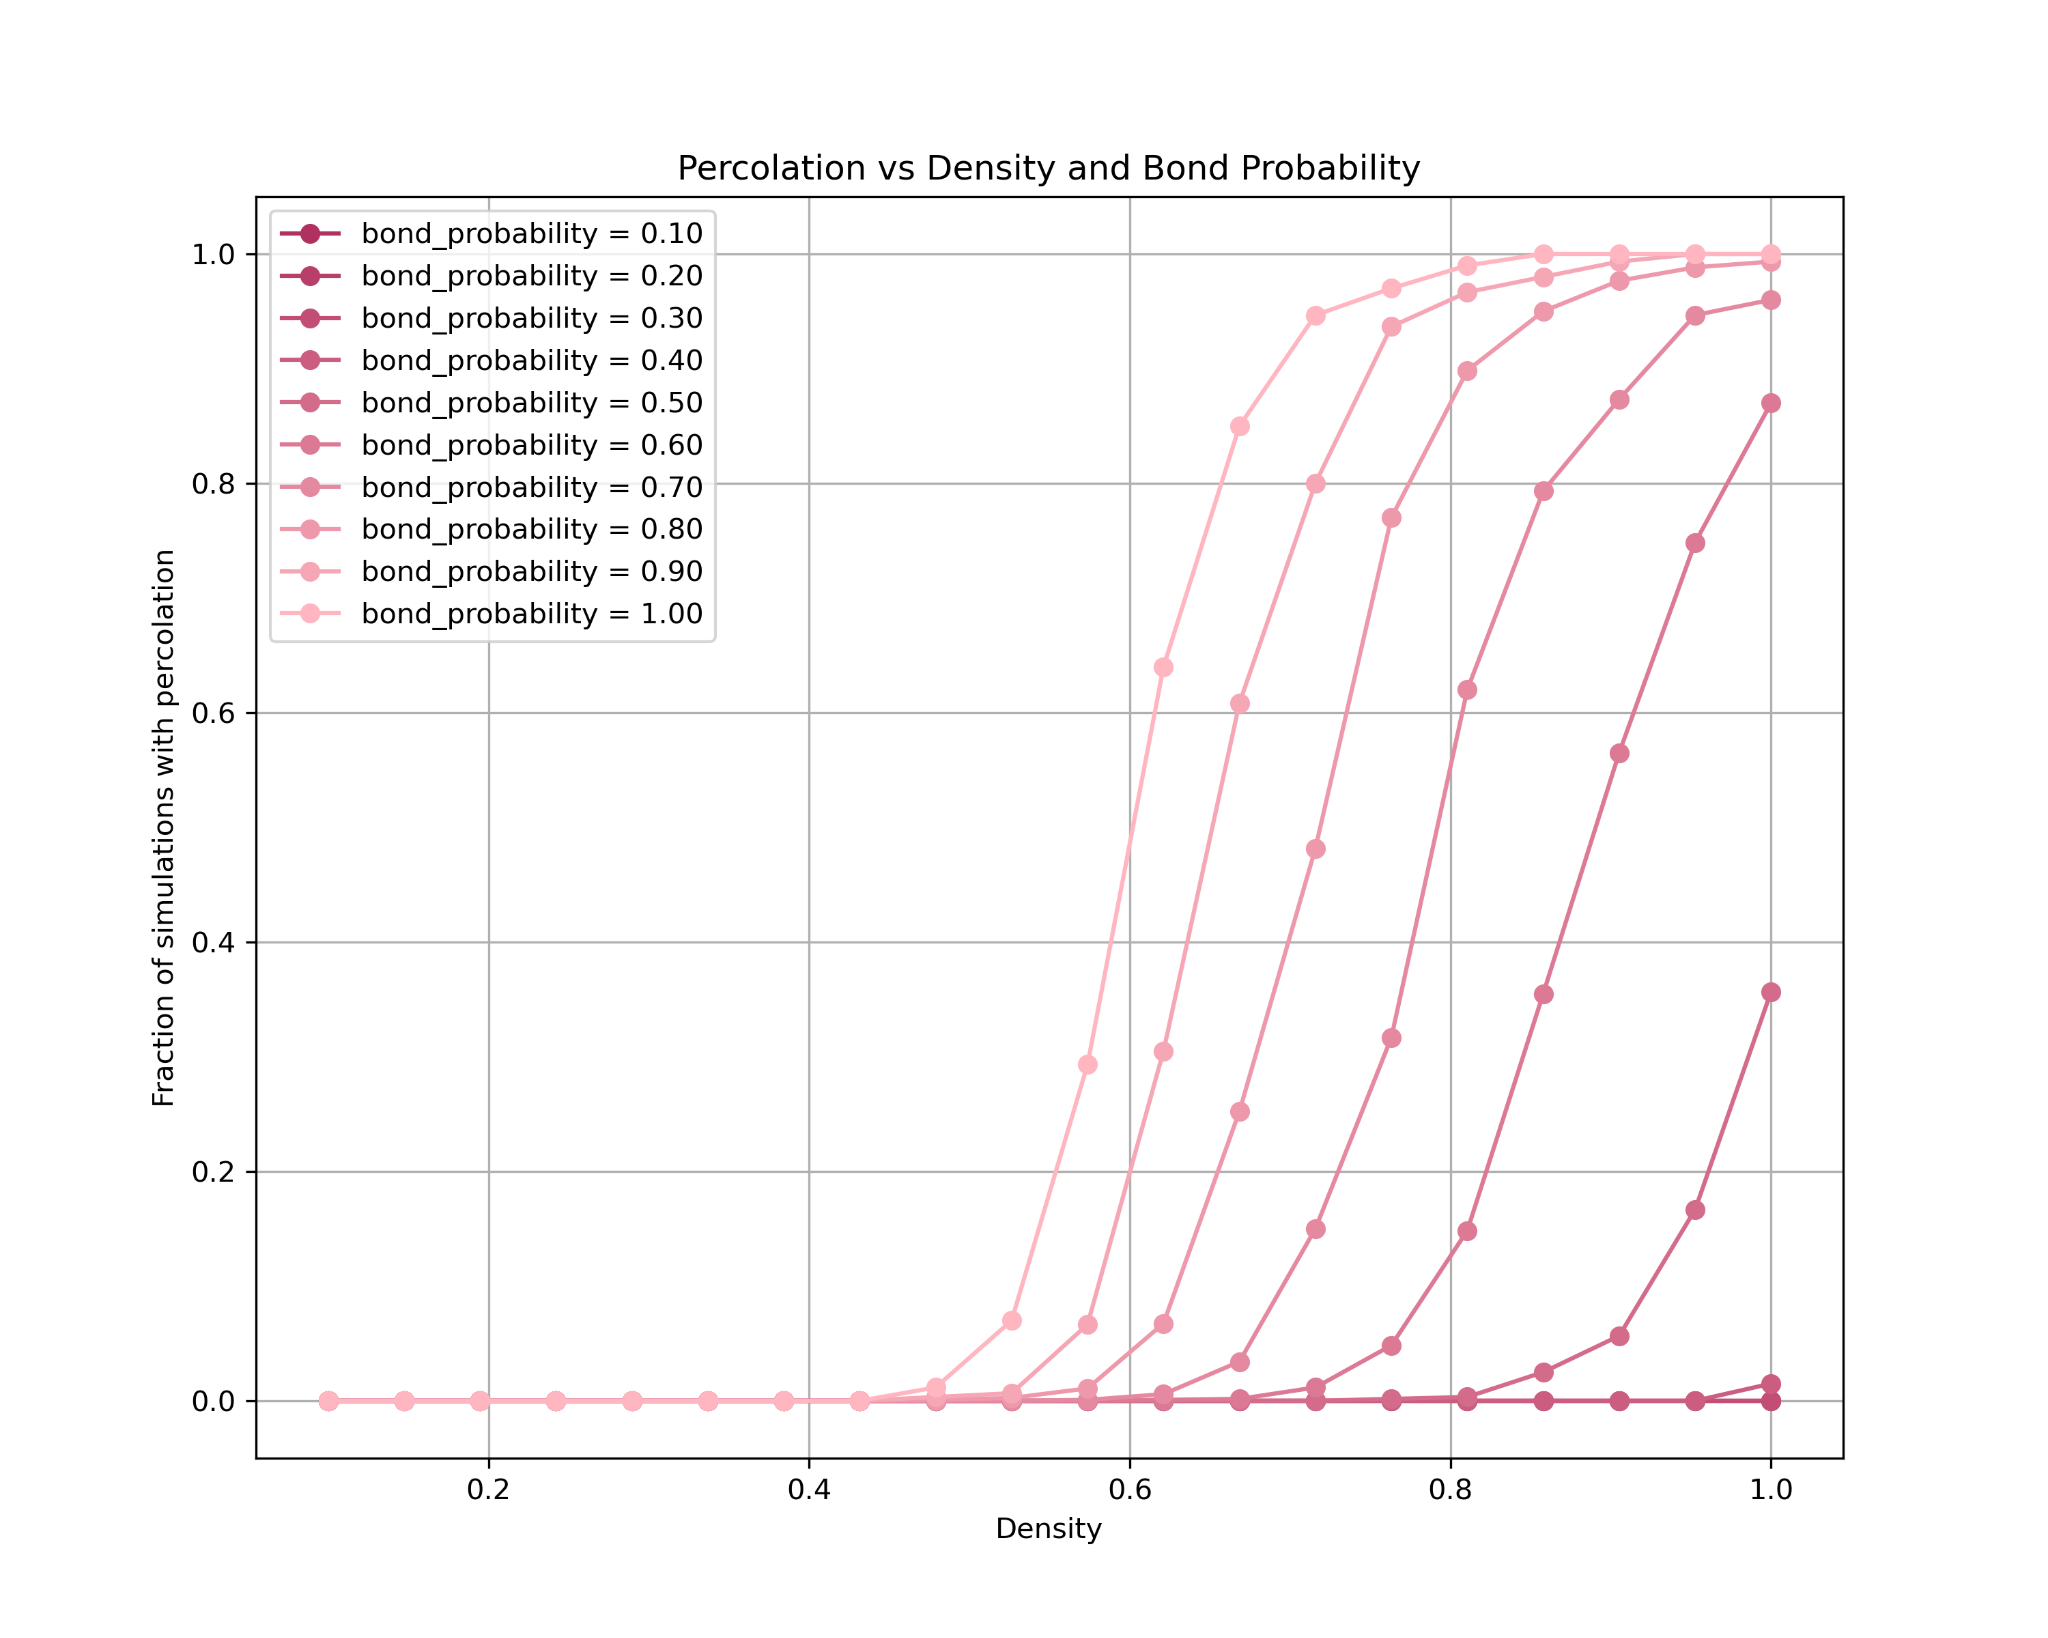 Percolation vs Density and Bond Probability
bond_probability = 0.10
bond_probability = 0.20
bond_probability = 0.30
bond_probability = 0.40
bond_probability = 0.50
bond_probability = 0.60
bond_probability = 0.70
bond_probability = 0.80
bond_probability = 0.90
bond_probability = 1.00
Fraction of simulations with percolation
1.0
0.8
0.6
0.4
0.2
0.0
0.2 0.4 0.6 0.8 1.0
Density